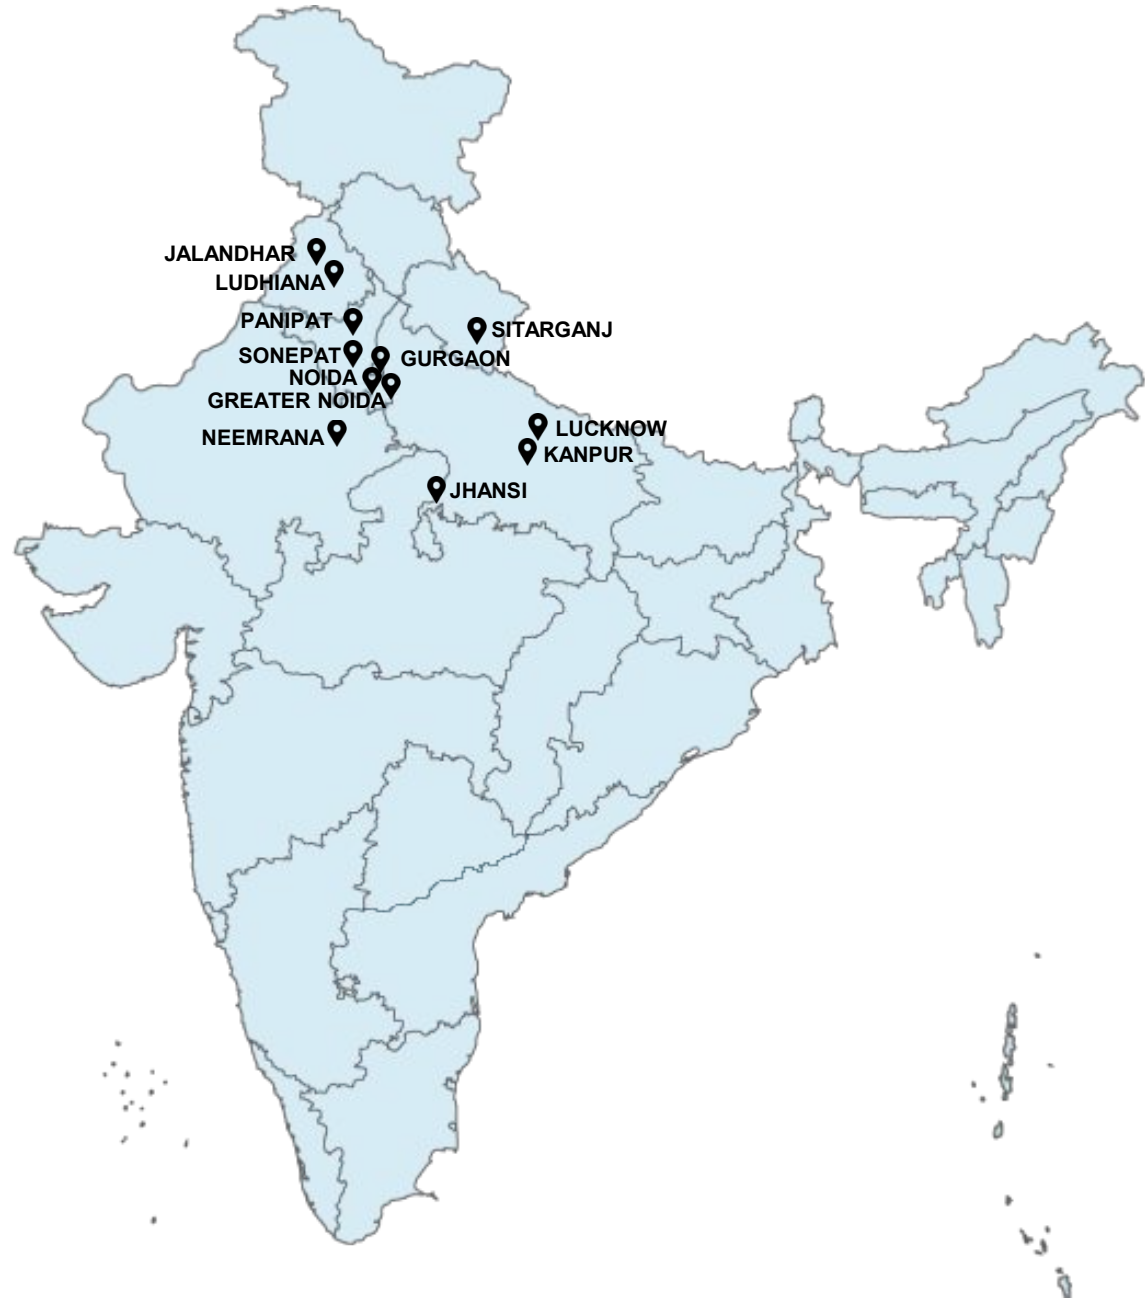 JALANDHAR
LUDHIANA
PANIPAT
SITARGANJ
SONEPAT
GURGAON
NOIDA
GREATER NOIDA
NEEMRANA
LUCKNOW
KANPUR
JHANSI